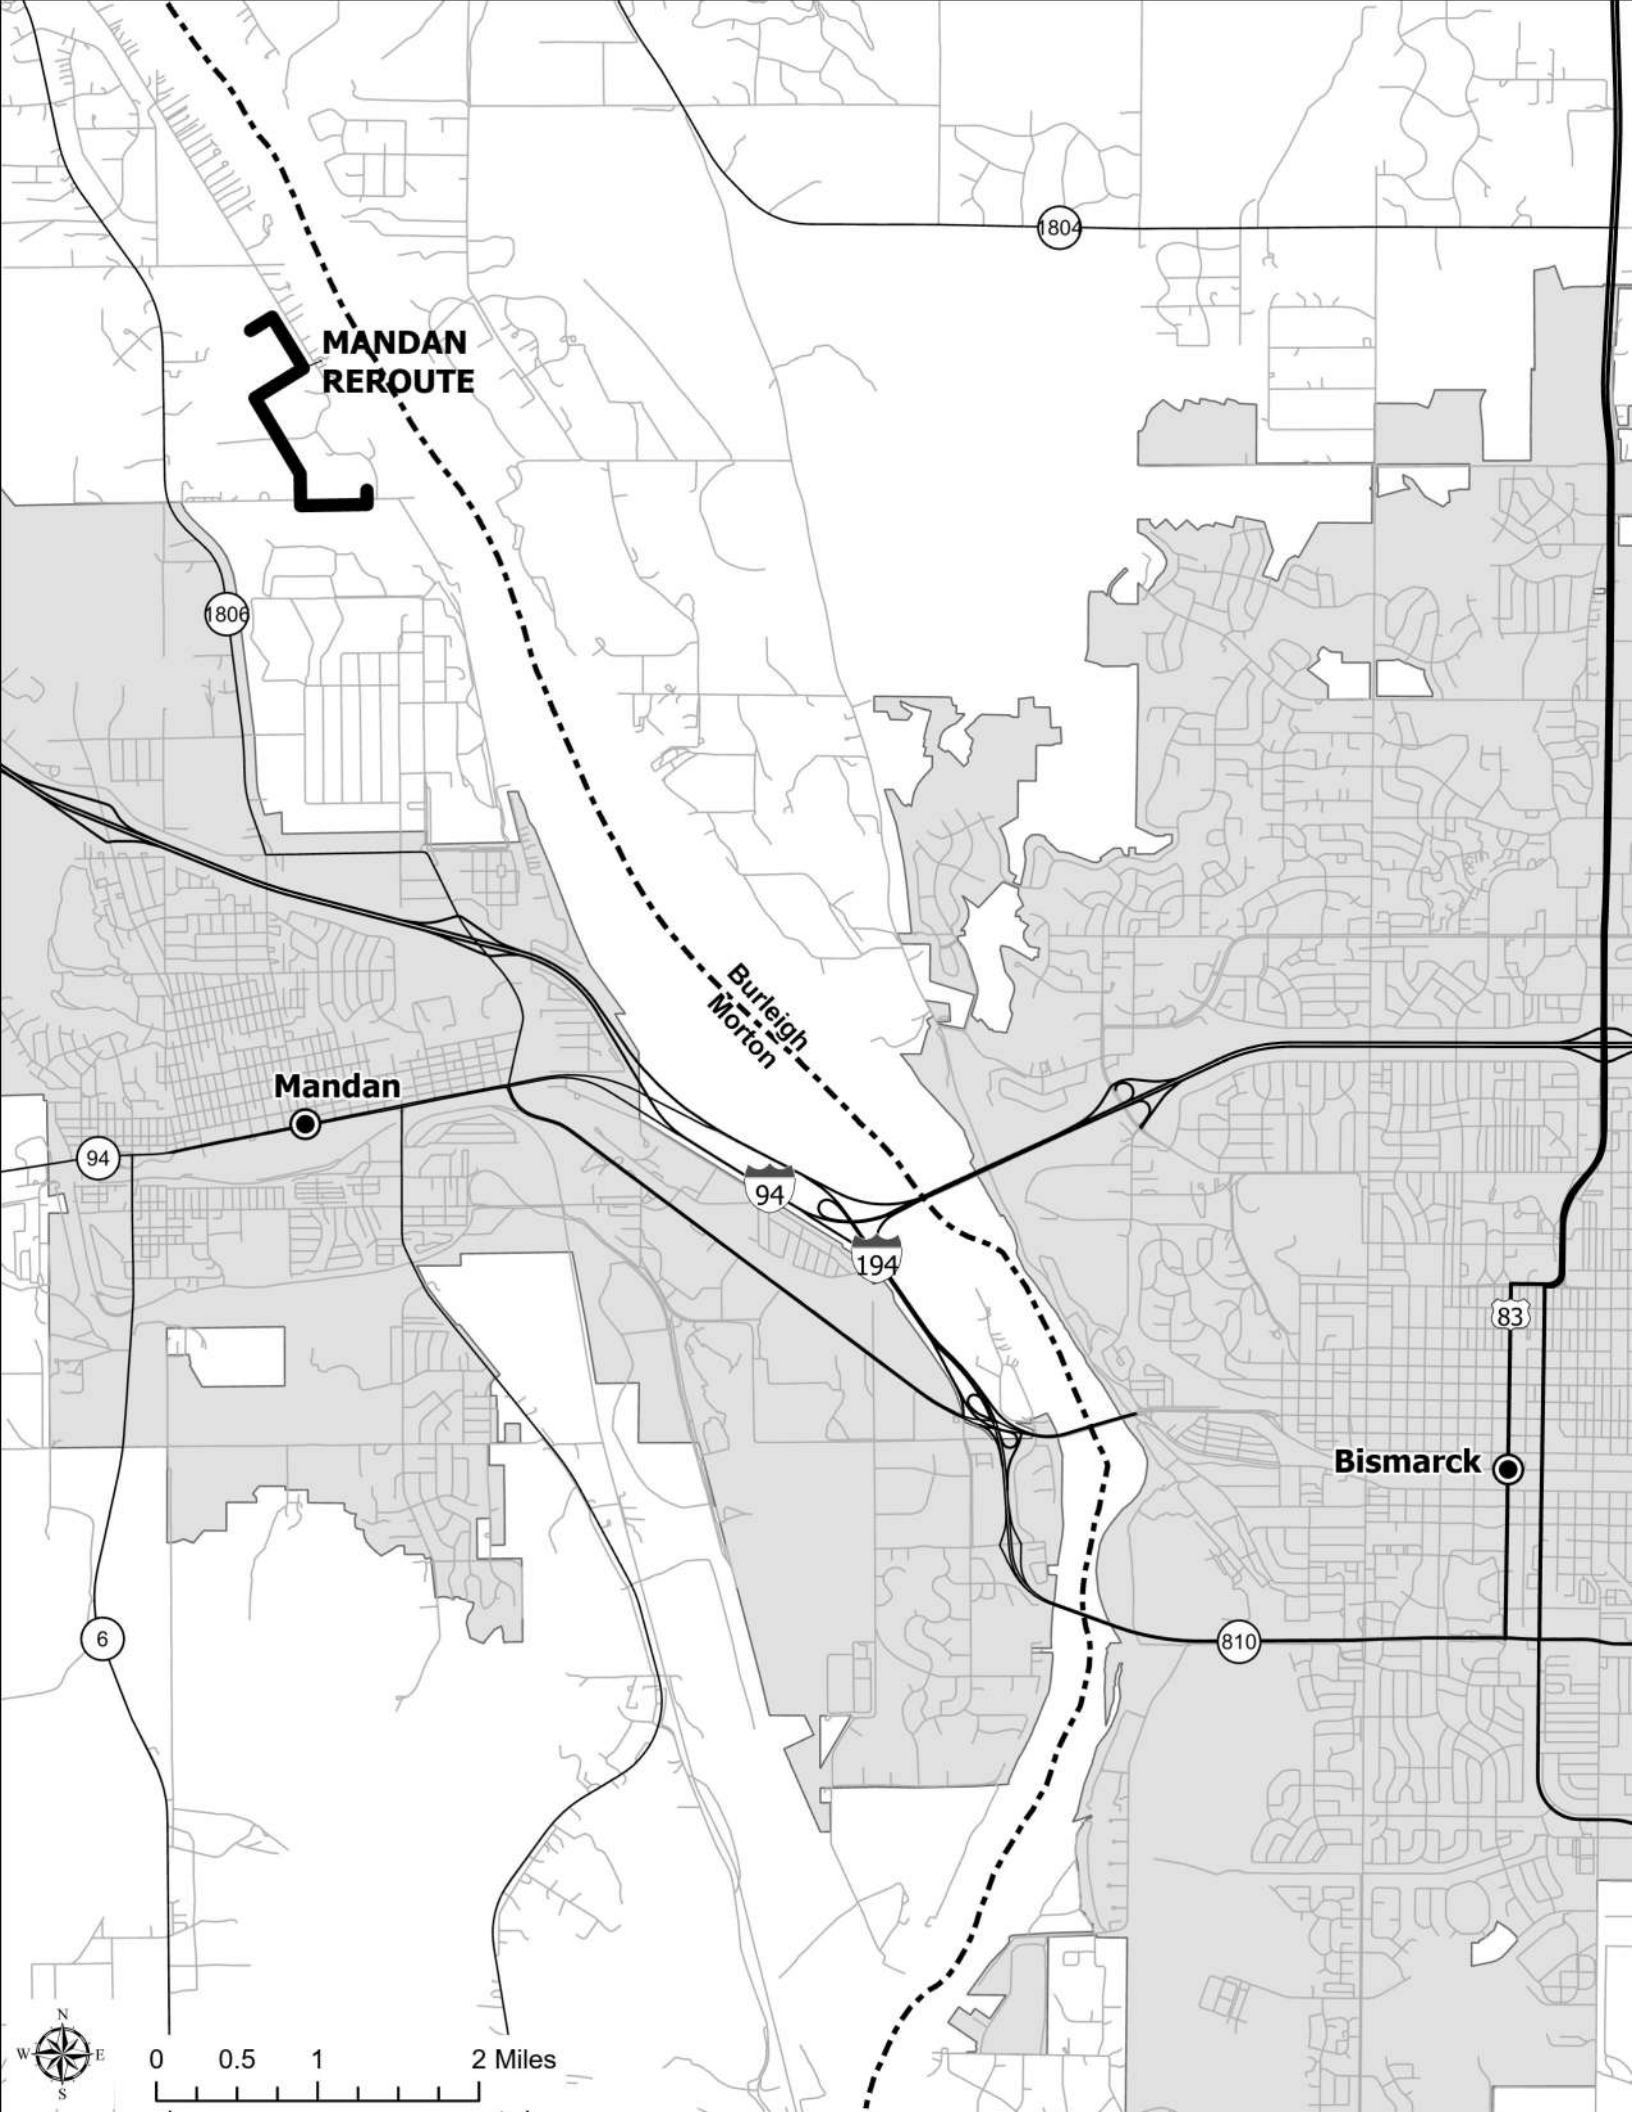 1804
MANDAN
REROUTE
1806
Burleigh
Morton
Mandan
94
94
194
83
Bismarck
6
810
N
W E
S
0 0.5 1 2 Miles